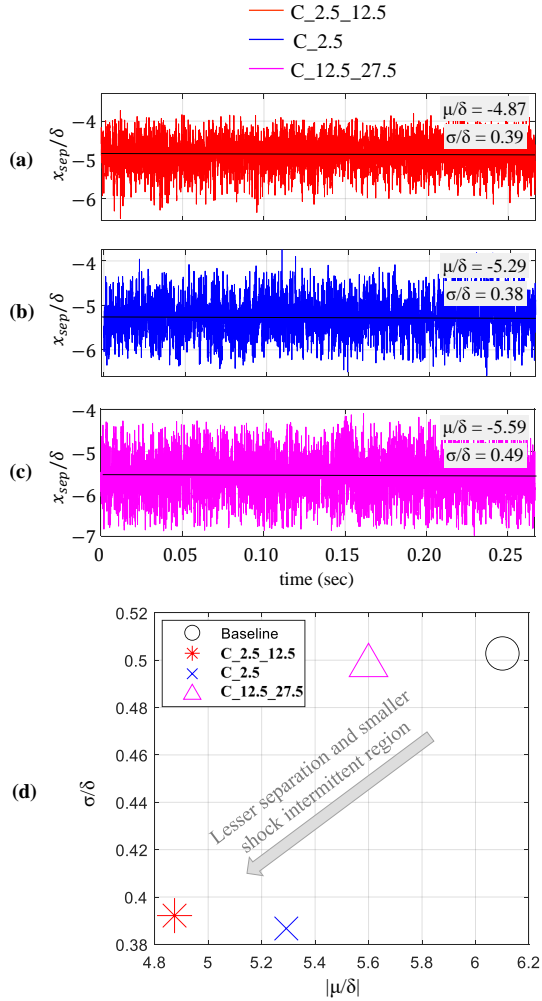 C_2.5_12.5
C_2.5
C_12.5_27.5
(a)
x_sep/δ
−4
−5
−6
μ/δ = -4.87
σ/δ = 0.39
(b)
x_sep/δ
−4
−5
−6
μ/δ = -5.29
σ/δ = 0.38
(c)
x_sep/δ
−4
−5
−6
−7
μ/δ = -5.59
σ/δ = 0.49
0 0.05 0.10 0.15 0.20 0.25
time (sec)
(d)
σ/δ
0.52
0.5
0.48
0.46
0.44
0.42
0.4
0.38
Baseline
C_2.5_12.5
C_2.5
C_12.5_27.5
Lesser separation and smaller
shock intermittent region
4.8 5 5.2 5.4 5.6 5.8 6 6.2
|μ/δ|